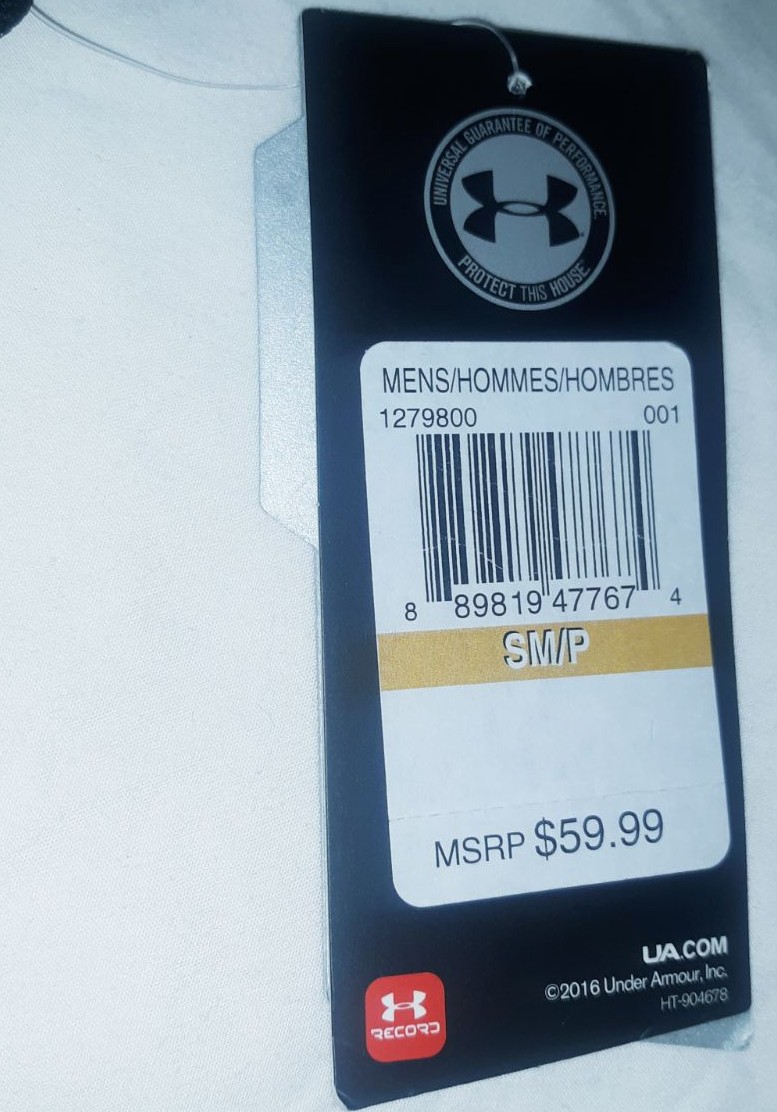 UNIVERSAL GUARANTEE OF PERFORMANCE.
PROTECT THIS HOUSE
MENS/HOMMES/HOMBRES
1279800 001
8 89819 47767 4
SM/P
MSRP $59.99
UA.COM
©2016 Under Armour, Inc.
HT-904678
RECORD